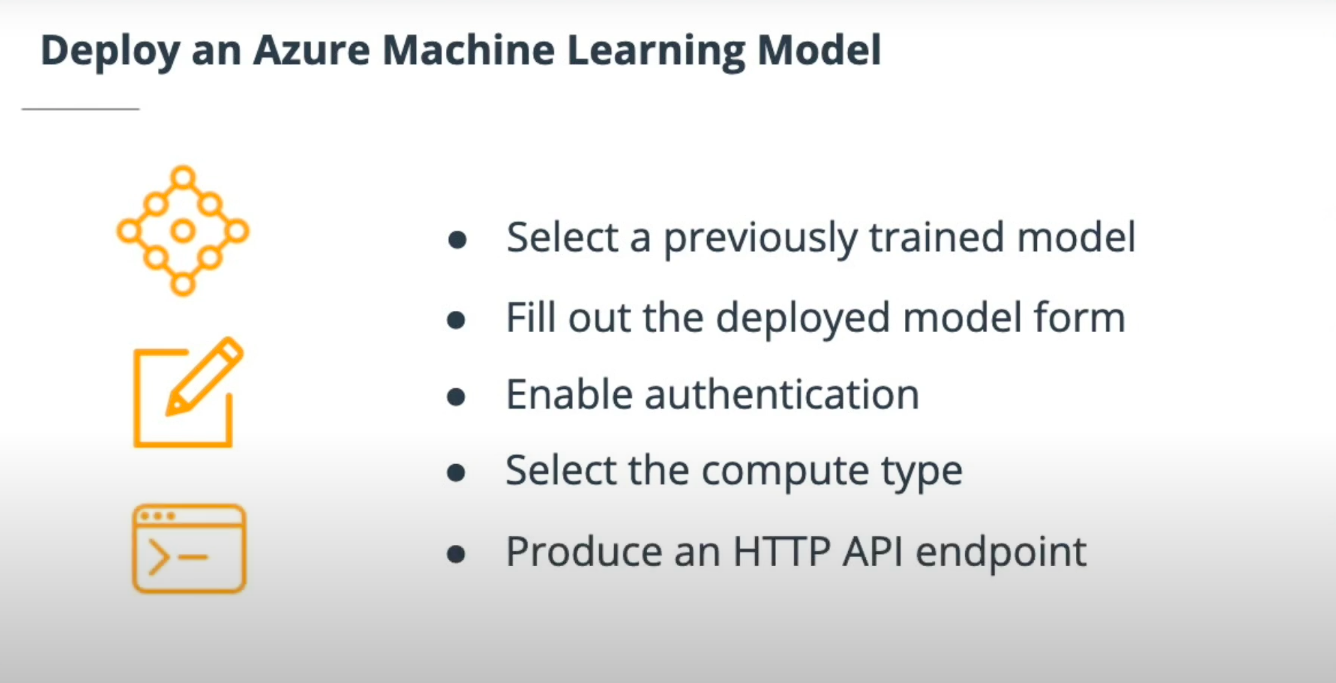 Deploy an Azure Machine Learning Model
● Select a previously trained model
● Fill out the deployed model form
● Enable authentication
● Select the compute type
● Produce an HTTP API endpoint